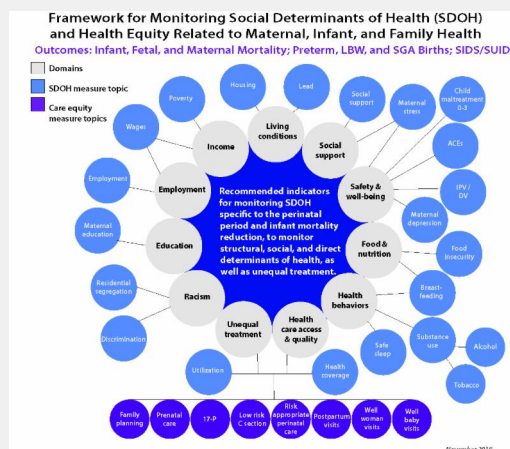 Framework for Monitoring Social Determinants of Health (SDOH)
and Health Equity Related to Maternal, Infant, and Family Health
Outcomes: Infant, Fetal, and Maternal Mortality; Preterm, LBW, and SGA Births; SIDS/SUID
Domains
SDOH measure topic
Care equity
measure topics
Poverty
Housing
Lead
Social
support
Maternal
stress
Child
maltreatment
0-3
Wages
Income
Living
conditions
Social
support
ACEs
Employment
Employment
Safety &
well-being
IPV /
DV
Maternal
depression
Maternal
education
Education
Food &
nutrition
Food
Insecurity
Residential
segregation
Racism
Health
behaviors
Breast-
feeding
Discrimination
Unequal
treatment
Health
care access
& quality
Safe
sleep
Substance
use
Alcohol
Tobacco
Recommended indicators
for monitoring SDOH
specific to the perinatal
period and infant mortality
reduction, to monitor
structural, social, and direct
determinants of health, as
well as unequal treatment.
Utilization
Health
coverage
Family
planning
Prenatal
care
17-P
Low risk
C section
Risk
appropriate
perinatal
care
Postpartum
visits
Well
woman
visits
Well
baby
visits
November 2019